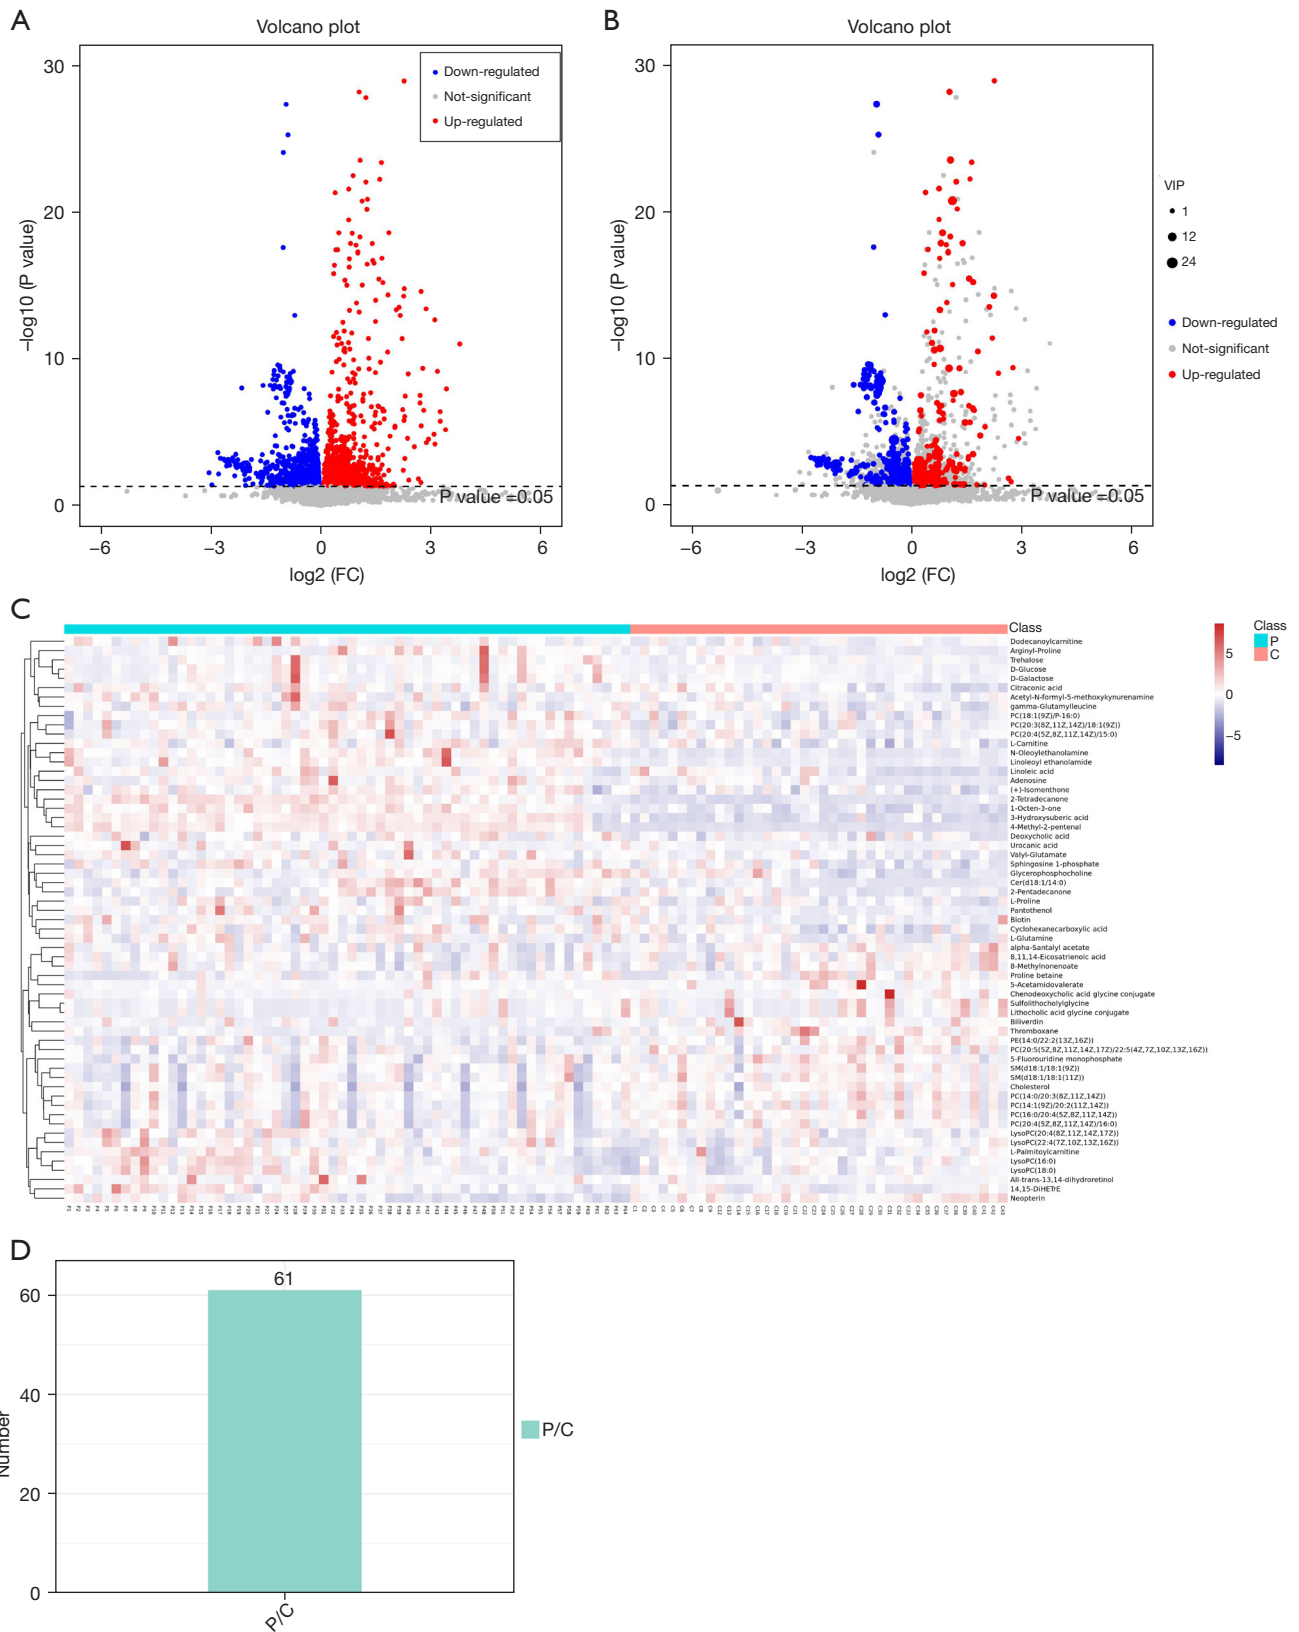 A
Volcano plot
Down-regulated
Not-significant
Up-regulated
30
20
10
0
−log10 (P value)
P value =0.05
−6
−3
0
3
6
log2 (FC)
B
Volcano plot
30
20
10
0
−log10 (P value)
P value =0.05
−6
−3
0
3
6
log2 (FC)
VIP
1
12
24
Down-regulated
Not-significant
Up-regulated
C
Class
Dodecanoylcarnitine
Arginyl-Proline
Trehalose
D-Glucose
D-Galactose
Citraconic acid
Acetyl-N-formyl-5-methoxykynurenamine
gamma-Glutamylleucine
PC(18:1(9Z)/P-16:0)
PC(20:3(8Z,11Z,14Z)/18:1(9Z))
PC(20:4(5Z,8Z,11Z,14Z)/15:0)
L-Carnitine
N-Oleoylethanolamine
Linoleoyl ethanolamide
Linoleic acid
Adenosine
(+)-Isomenthone
2-Tetradecanone
1-Octen-3-one
3-Hydroxysuberic acid
4-Methyl-2-pentenal
Deoxycholic acid
Urocanic acid
Valyl-Glutamate
Sphingosine 1-phosphate
Glycerophosphocholine
Cer(d18:1/14:0)
2-Pentadecanone
L-Proline
Pantothenol
Biotin
Cyclohexanecarboxylic acid
L-Glutamine
alpha-Santalyl acetate
8,11,14-Eicosatrienoic acid
8-Methylnonenoate
Proline betaine
5-Acetamidovalerate
Chenodeoxycholic acid glycine conjugate
Sulfolithocholylglycine
Lithocholic acid glycine conjugate
Biliverdin
Thromboxane
PE(14:0/22:2(13Z,16Z))
PC(20:5(5Z,8Z,11Z,14Z,17Z)/22:5(4Z,7Z,10Z,13Z,16Z))
5-Fluorouridine monophosphate
SM(d18:1/18:1(9Z))
SM(d18:1/18:1(11Z))
Cholesterol
PC(14:0/20:3(8Z,11Z,14Z))
PC(14:1(9Z)/20:2(11Z,14Z))
PC(16:0/20:4(5Z,8Z,11Z,14Z))
PC(20:4(5Z,8Z,11Z,14Z)/16:0)
LysoPC(20:4(8Z,11Z,14Z,17Z))
LysoPC(22:4(7Z,10Z,13Z,16Z))
L-Palmitoylcarnitine
LysoPC(16:0)
LysoPC(18:0)
All-trans-13,14-dihydroretinol
14,15-DiHETrE
Neopterin
5
0
−5
Class
P
C
D
61
60
40
20
0
Number
P/C
P/C